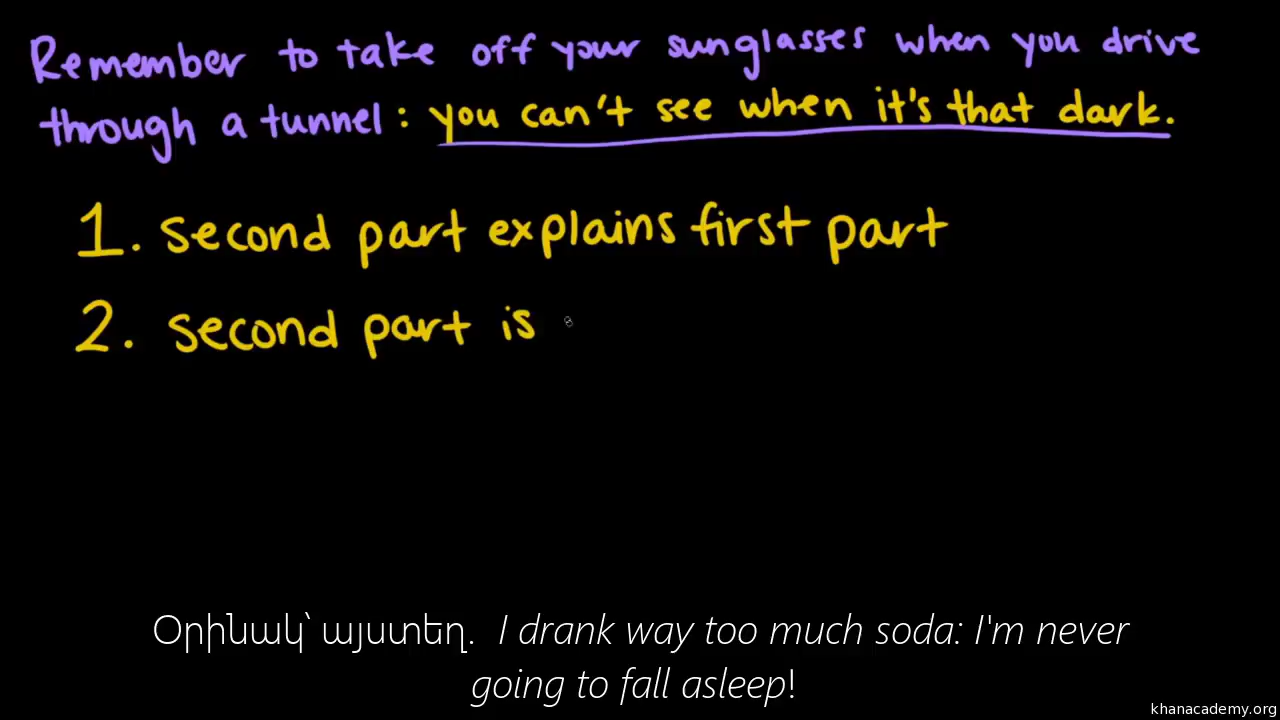 Remember to take off your sunglasses when you drive
through a tunnel: you can't see when it's that dark.
1. second part explains first part
2. second part is
Օրինակ՝ այստեղ. I drank way too much soda: I'm never
going to fall asleep!
khanacademy.org